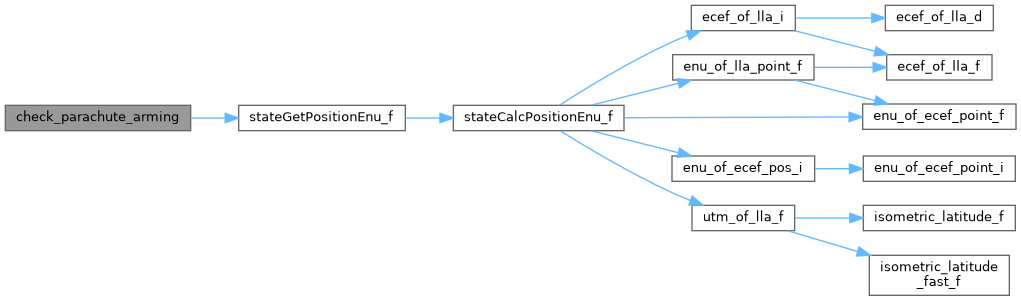 check_parachute_arming
stateGetPositionEnu_f
stateCalcPositionEnu_f
ecef_of_lla_i
ecef_of_lla_d
ecef_of_lla_f
enu_of_lla_point_f
enu_of_ecef_point_f
enu_of_ecef_pos_i
enu_of_ecef_point_i
utm_of_lla_f
isometric_latitude_f
isometric_latitude
_fast_f